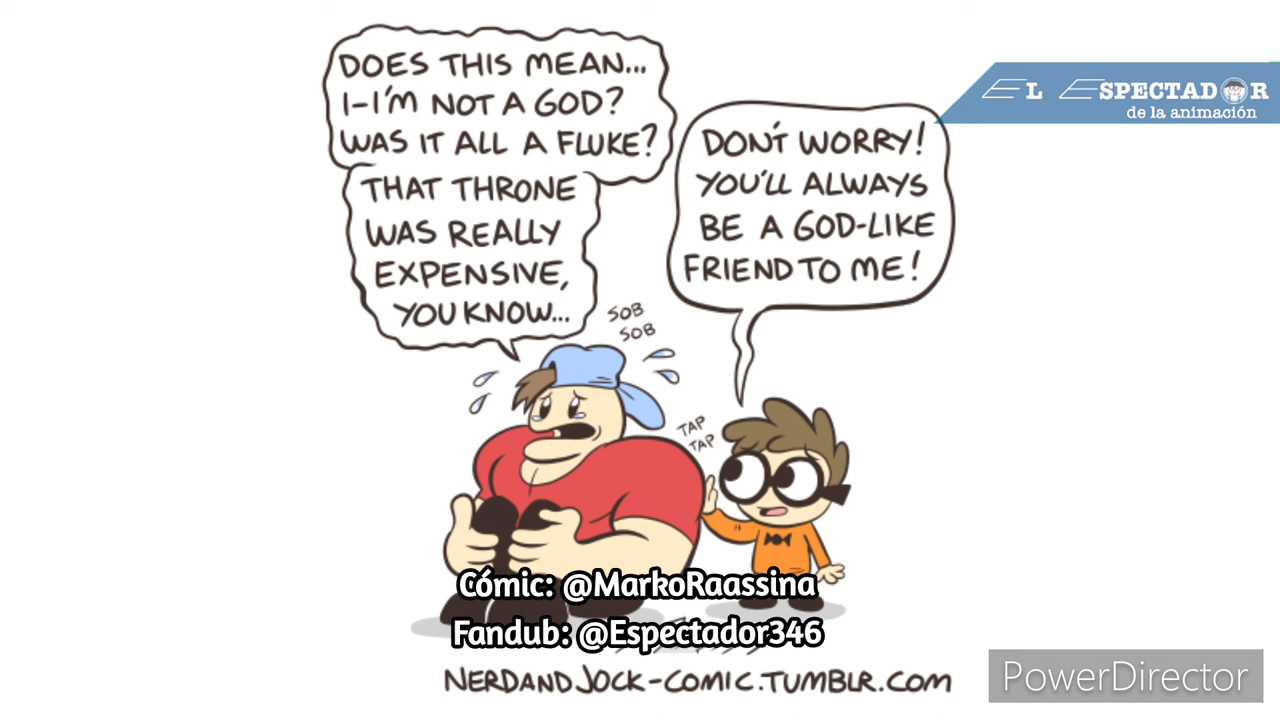 DOES THIS MEAN...
I-I'M NOT A GOD?
WAS IT ALL A FLUKE?
THAT THRONE
WAS REALLY
EXPENSIVE,
YOU KNOW...
DON'T WORRY!
YOU'LL ALWAYS
BE A GOD-LIKE
FRIEND TO ME!
EL ESPECTADOR
de la animación
SOB
SOB
TAP
TAP
Cómic: @MarkoRaassina
Fandub: @Espectador346
NERDANDJOCK-COMIC.TUMBLR.COM
PowerDirector